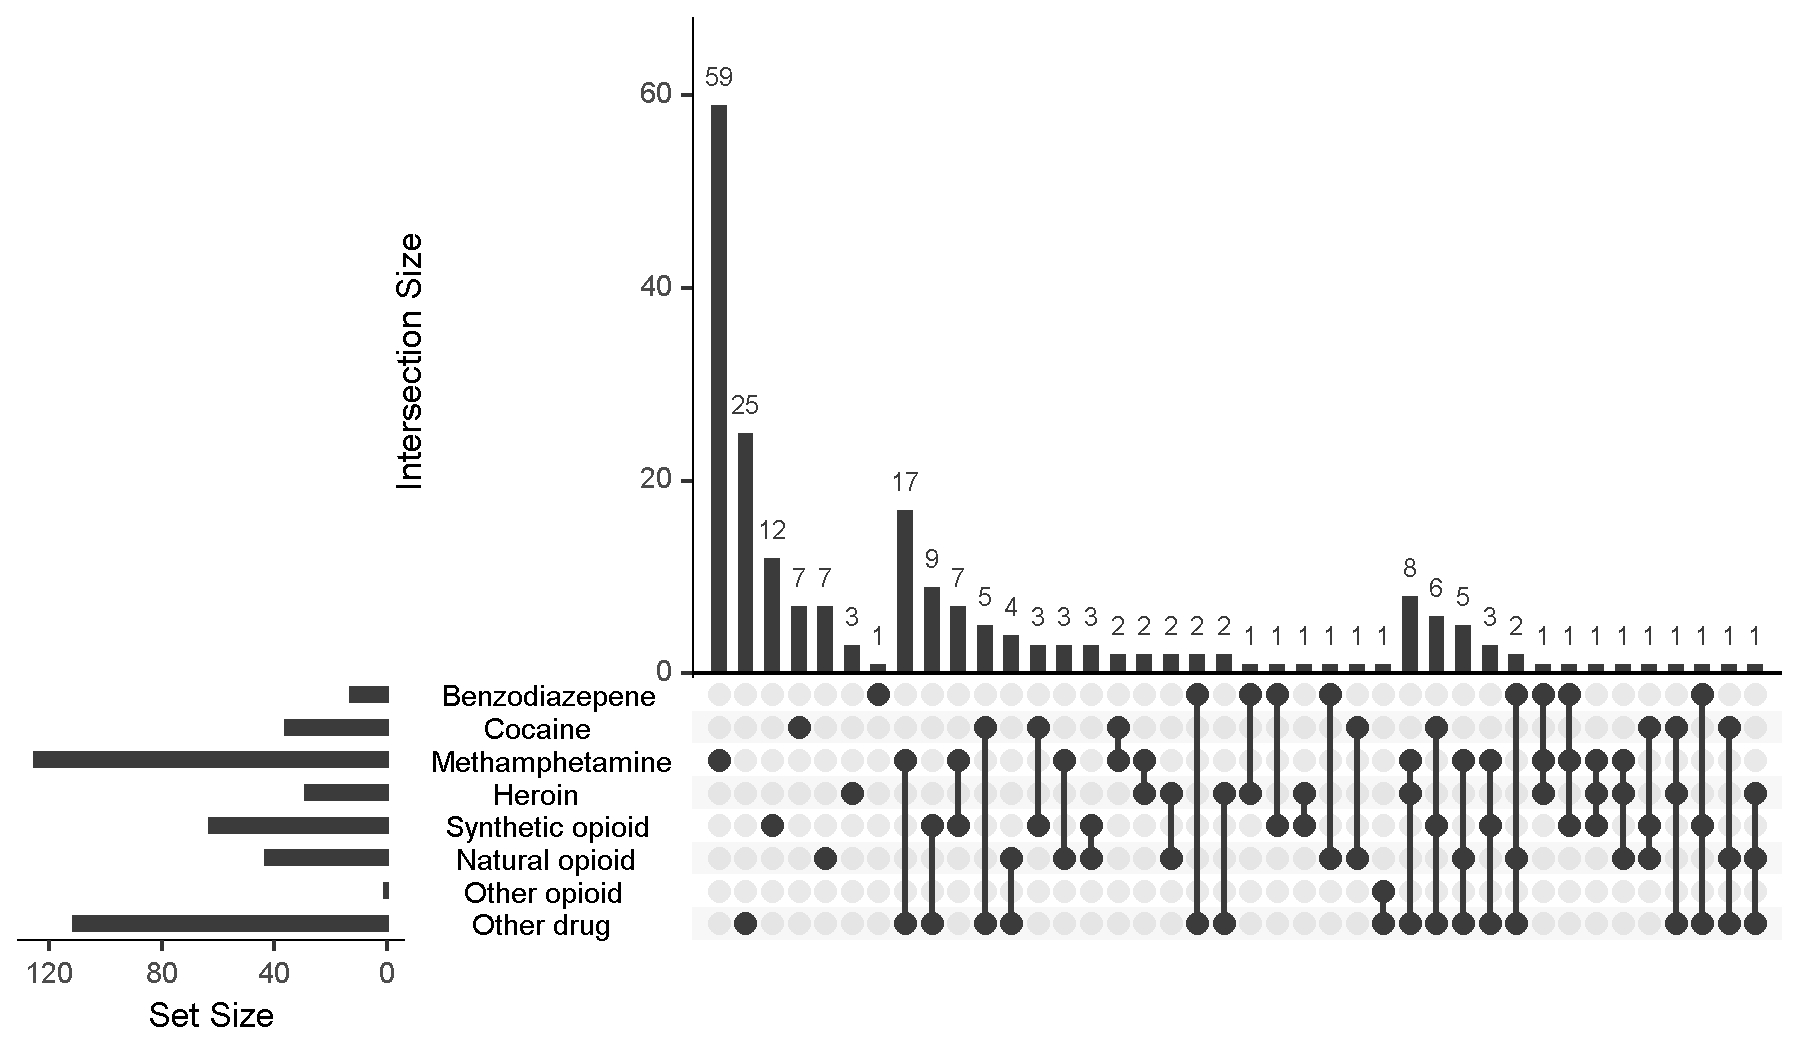 Intersection Size
60
40
20
0
59 25 12 7 7 3 1 17 9 7 5 4 3 3 3 2 2 2 2 2 1 1 1 1 1 1 8 6 5 3 2 1 1 1 1 1 1 1 1 1
Benzodiazepene
Cocaine
Methamphetamine
Heroin
Synthetic opioid
Natural opioid
Other opioid
Other drug
120 80 40 0
Set Size